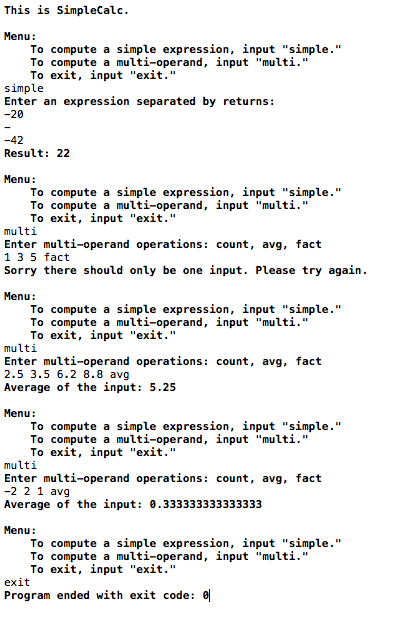 This is SimpleCalc.
Menu:
To compute a simple expression, input "simple."
To compute a multi-operand, input "multi."
To exit, input "exit."
simple
Enter an expression separated by returns:
-20
-
-42
Result: 22
Menu:
To compute a simple expression, input "simple."
To compute a multi-operand, input "multi."
To exit, input "exit."
multi
Enter multi-operand operations: count, avg, fact
1 3 5 fact
Sorry there should only be one input. Please try again.
Menu:
To compute a simple expression, input "simple."
To compute a multi-operand, input "multi."
To exit, input "exit."
multi
Enter multi-operand operations: count, avg, fact
2.5 3.5 6.2 8.8 avg
Average of the input: 5.25
Menu:
To compute a simple expression, input "simple."
To compute a multi-operand, input "multi."
To exit, input "exit."
multi
Enter multi-operand operations: count, avg, fact
-2 2 1 avg
Average of the input: 0.333333333333333
Menu:
To compute a simple expression, input "simple."
To compute a multi-operand, input "multi."
To exit, input "exit."
exit
Program ended with exit code: 0